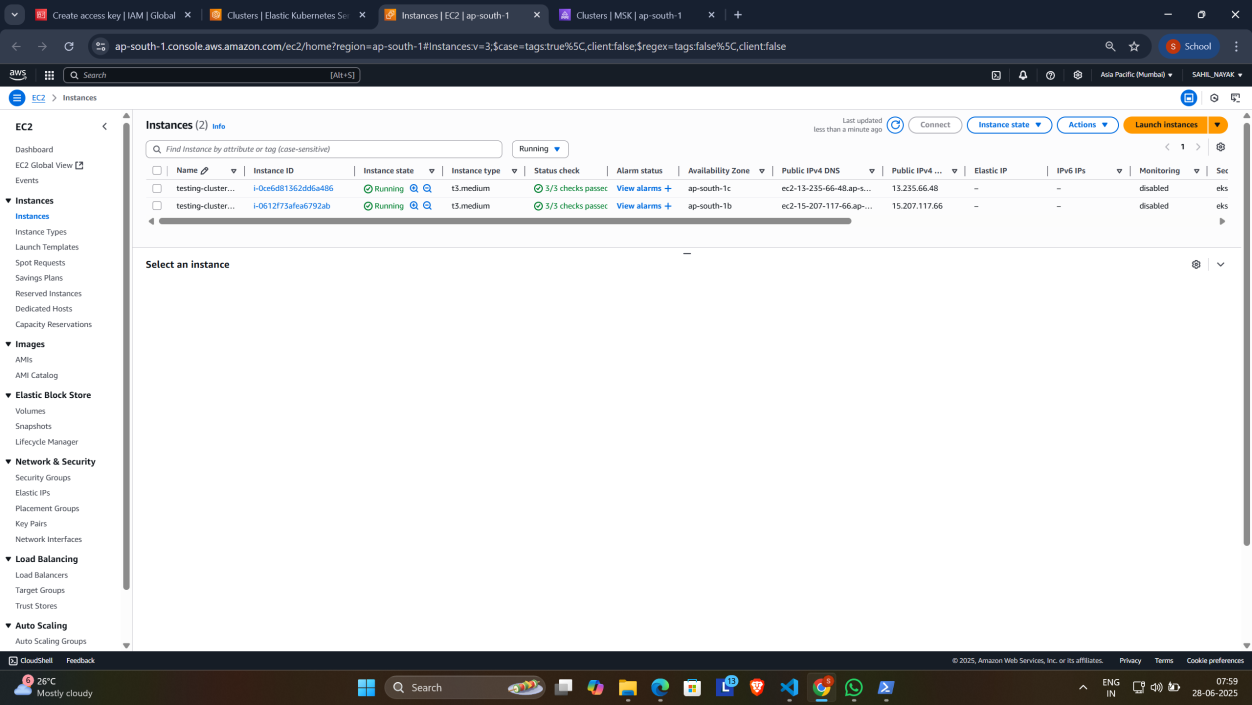 Create access key | IAM | Global
Clusters | Elastic Kubernetes Se
Instances | EC2 | ap-south-1
Clusters | MSK | ap-south-1
ap-south-1.console.aws.amazon.com/ec2/home?region=ap-south-1#Instances:v=3;$case=tags:true%5C,client:false;$regex=tags:false%5C,client:false
S School
aws
Search [Alt+S]
Asia Pacific (Mumbai)
SAHIL_NAYAK
EC2 > Instances
EC2
Dashboard
EC2 Global View
Events
Instances
Instances
Instance Types
Launch Templates
Spot Requests
Savings Plans
Reserved Instances
Dedicated Hosts
Capacity Reservations
Images
AMIs
AMI Catalog
Elastic Block Store
Volumes
Snapshots
Lifecycle Manager
Network & Security
Security Groups
Elastic IPs
Placement Groups
Key Pairs
Network Interfaces
Load Balancing
Load Balancers
Target Groups
Trust Stores
Auto Scaling
Auto Scaling Groups
Instances (2) Info
Last updated
less than a minute ago
Connect
Instance state
Actions
Launch instances
Find Instance by attribute or tag (case-sensitive)
Running
1
Name Instance ID Instance state Instance type Status check Alarm status Availability Zone Public IPv4 DNS Public IPv4 ... Elastic IP IPv6 IPs Monitoring Sec
testing-cluster... i-0ce6d81362dd6a486 Running t3.medium 3/3 checks passec View alarms + ap-south-1c ec2-13-235-66-48.ap-s... 13.235.66.48 – – disabled eks
testing-cluster... i-0612f73afea6792ab Running t3.medium 3/3 checks passec View alarms + ap-south-1b ec2-15-207-117-66.ap-... 15.207.117.66 – – disabled eks
Select an instance
CloudShell Feedback
© 2025, Amazon Web Services, Inc. or its affiliates. Privacy Terms Cookie preferences
6
26°C
Mostly cloudy
Search
L 13
S
ENG
IN
07:59
28-06-2025